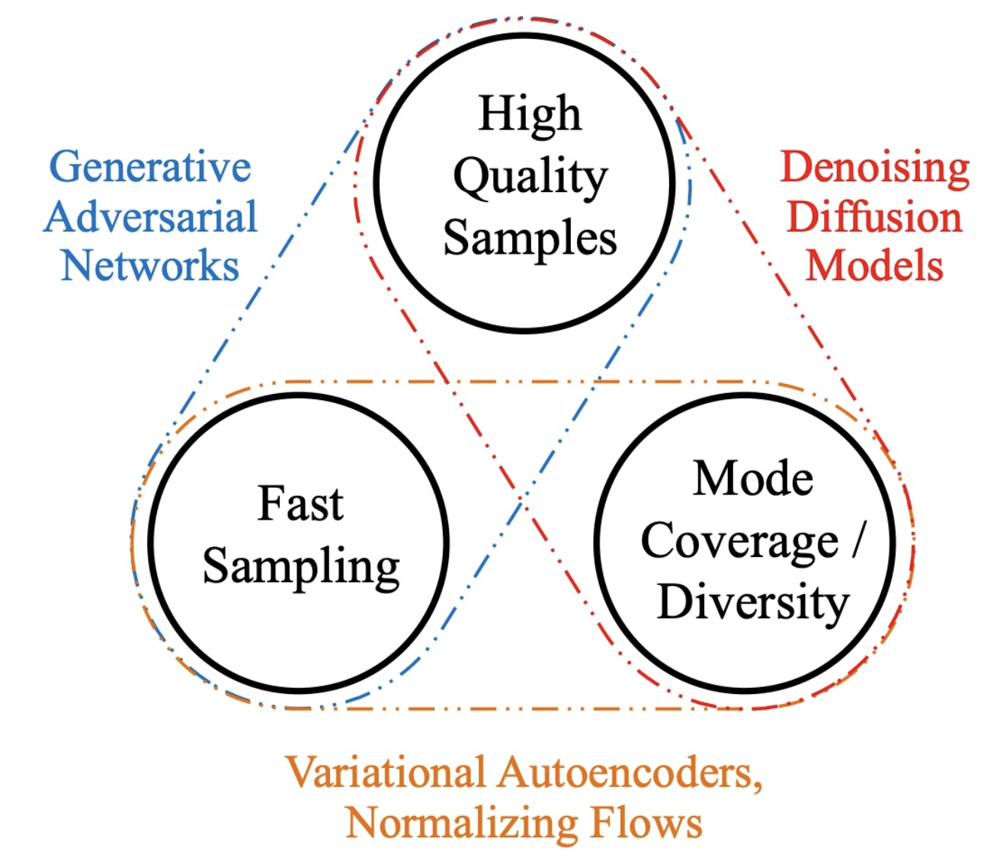 High
Quality
Samples
Generative
Adversarial
Networks
Denoising
Diffusion
Models
Fast
Sampling
Mode
Coverage /
Diversity
Variational Autoencoders,
Normalizing Flows